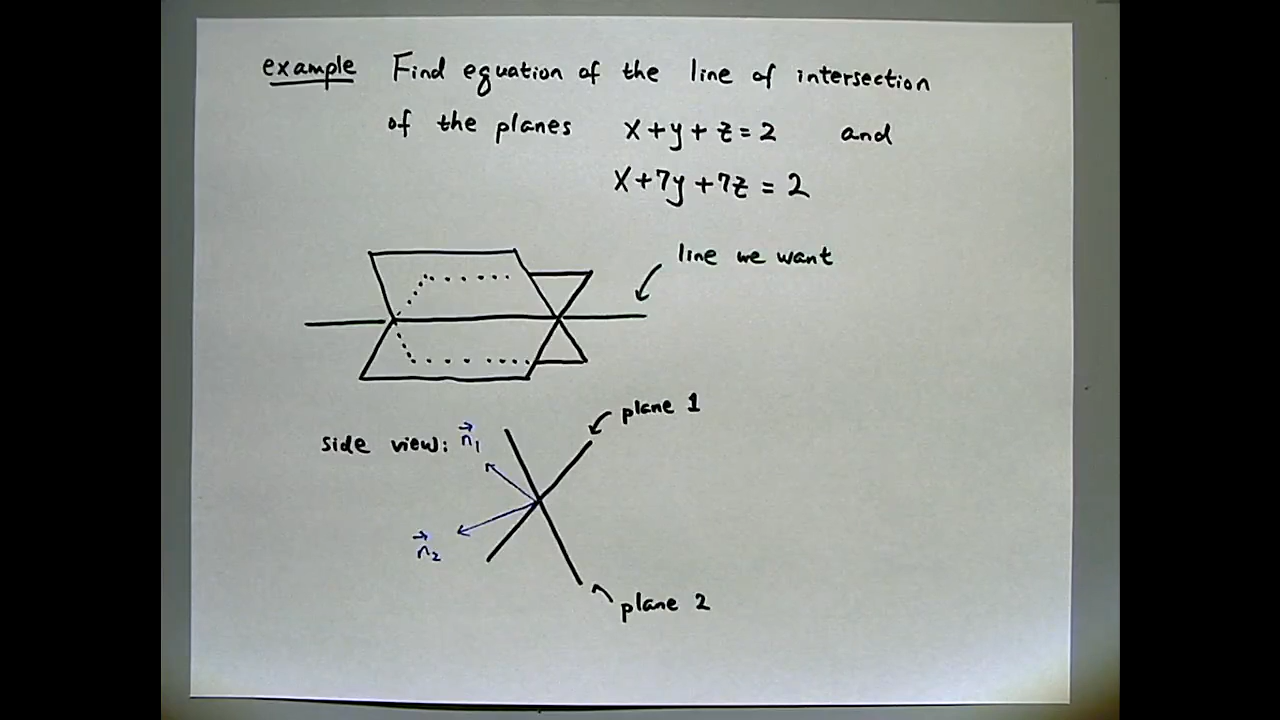 example Find equation of the line of intersection
of the planes x+y+z=2 and
x+7y+7z=2
line we want
plane 1
side view: n⃗₁
n⃗₂
plane 2